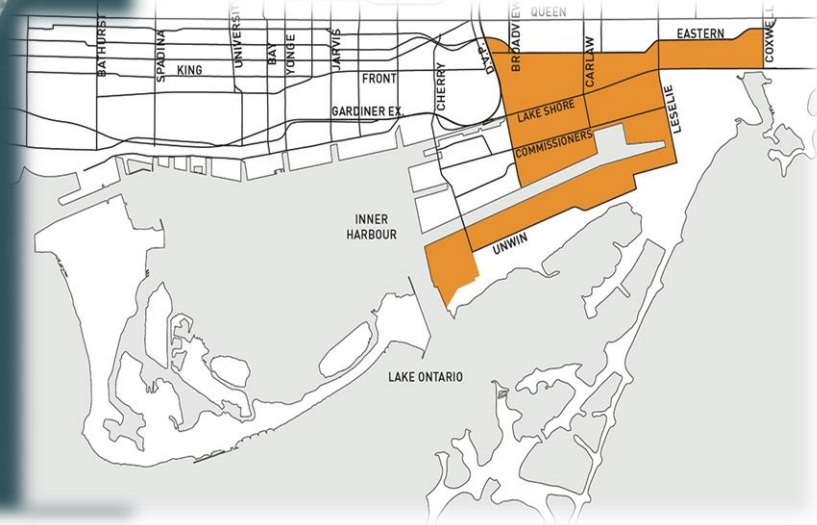 QUEEN
EASTERN
COXWELL
BATHURST
SPADINA
UNIVERSITY
BAY
YONGE
JARVIS
D.V.P.
BROADVIEW
CARLAW
KING
FRONT
CHERRY
GARDINER EX.
LAKE SHORE
LESELIE
COMMISSIONERS
INNER
HARBOUR
UNWIN
LAKE ONTARIO